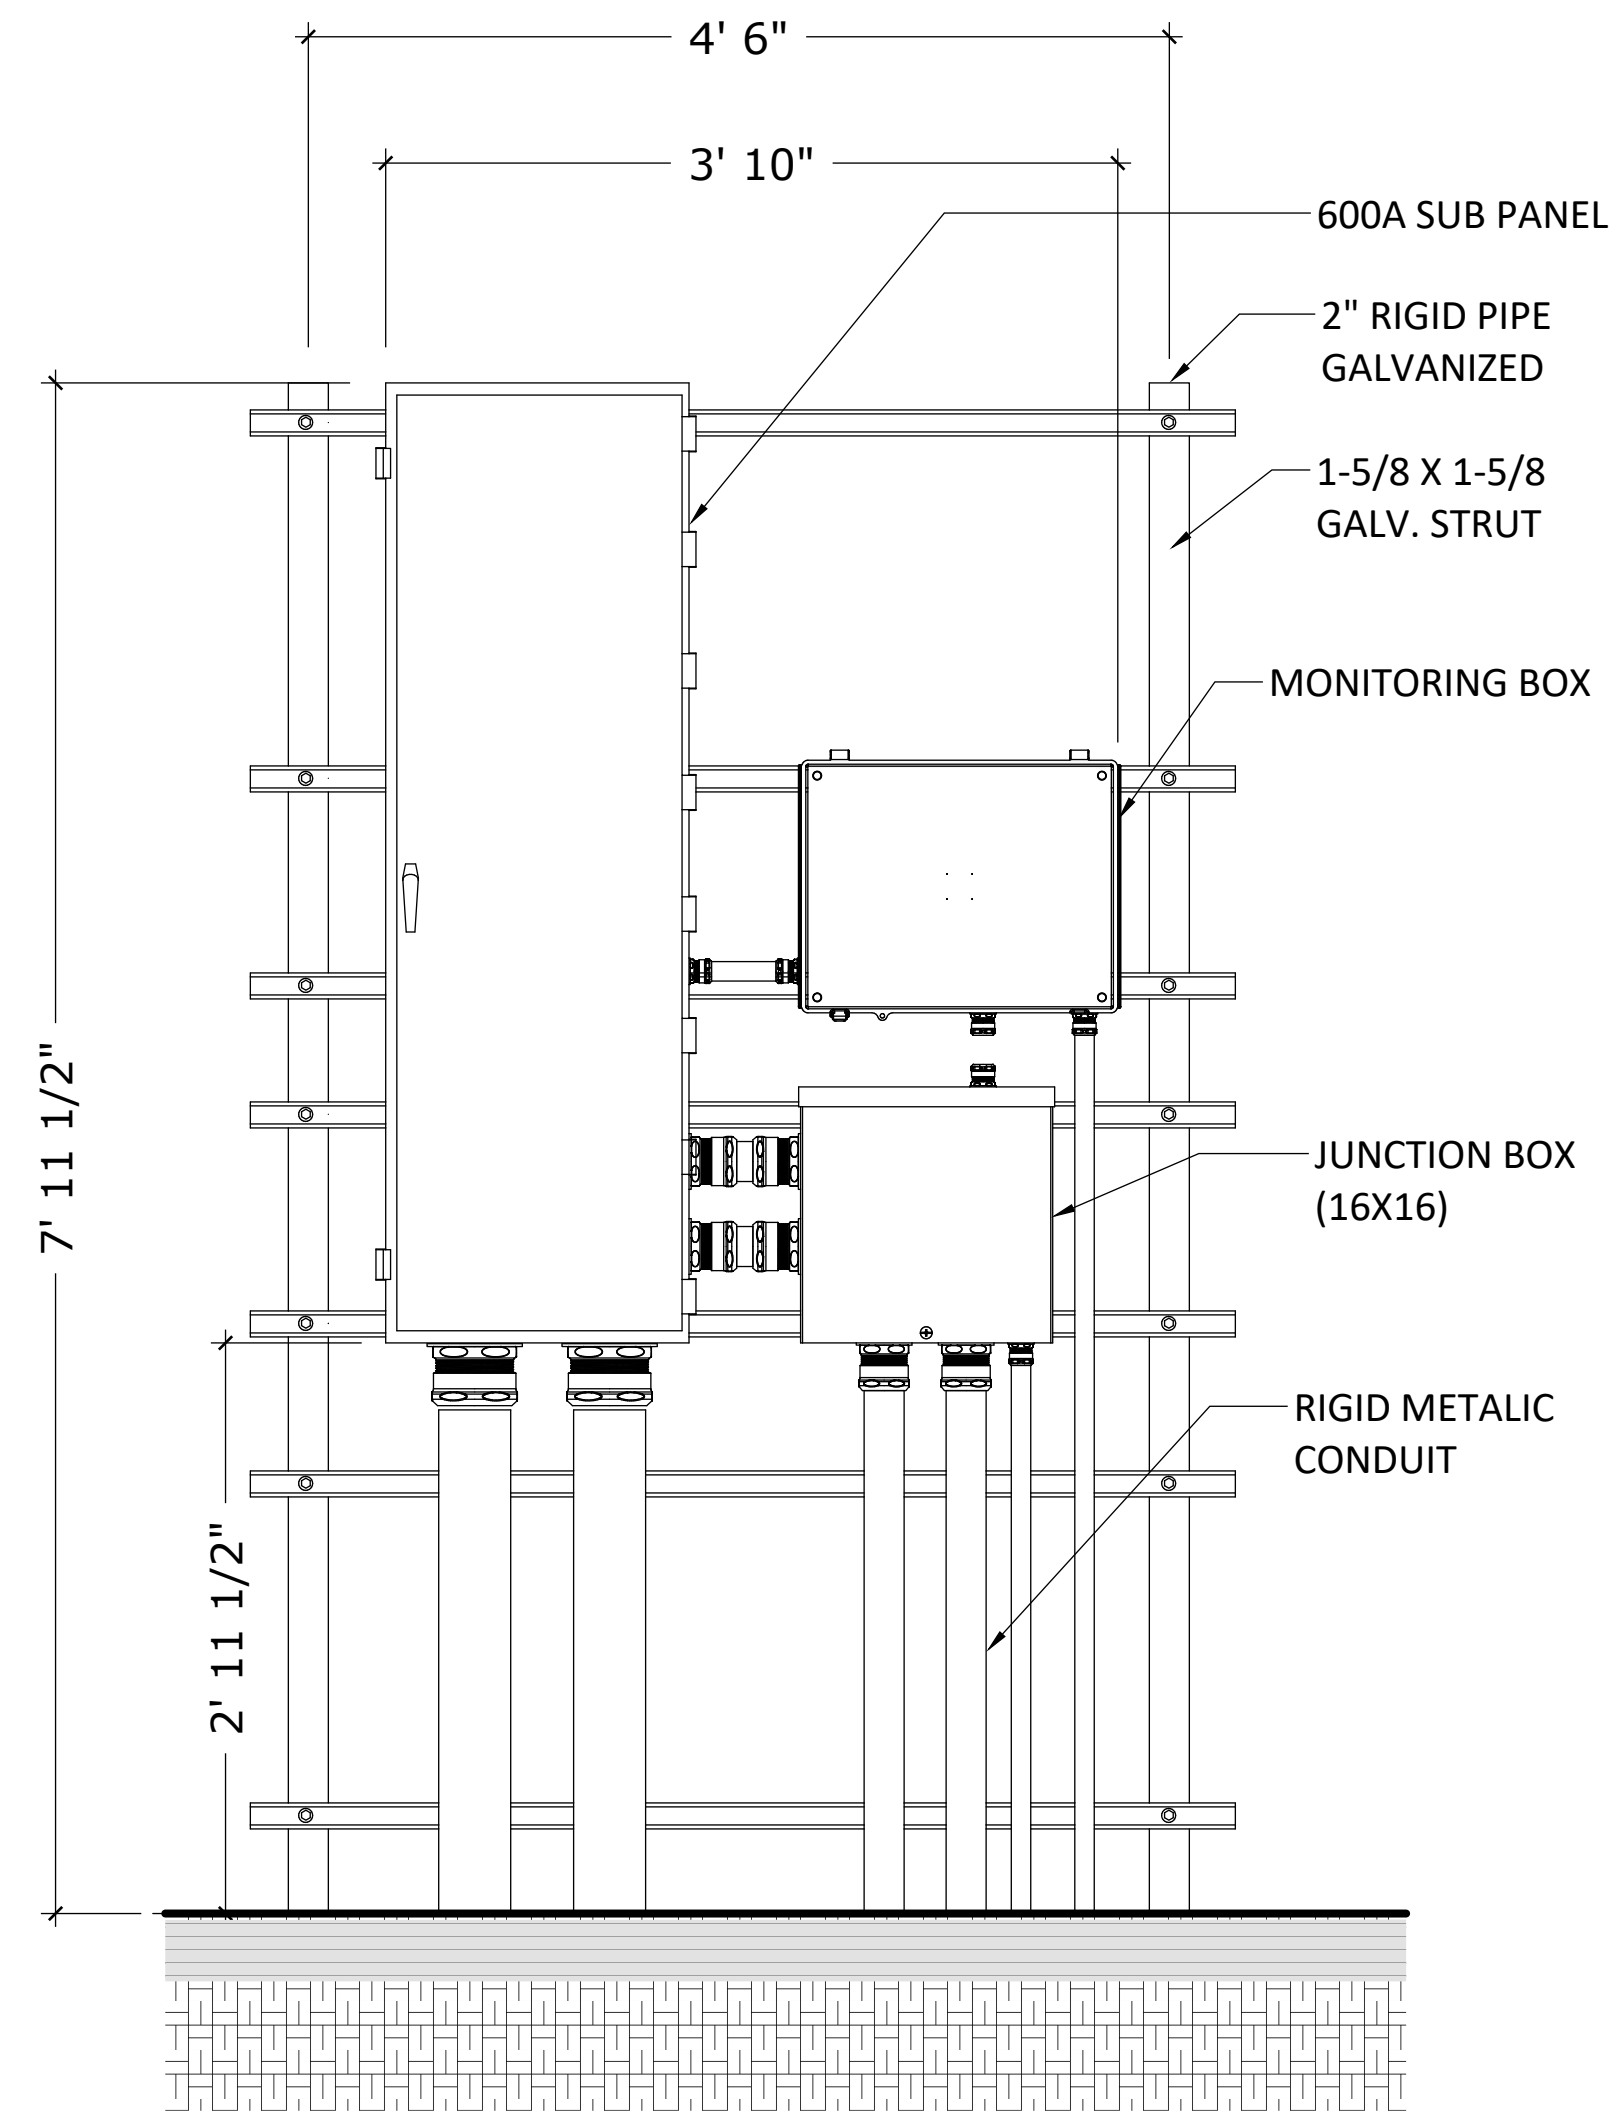 4' 6"
3' 10"
600A SUB PANEL
2" RIGID PIPE
GALVANIZED
1-5/8 X 1-5/8
GALV. STRUT
MONITORING BOX
7' 11 1/2"
JUNCTION BOX
(16X16)
RIGID METALIC
CONDUIT
2' 11 1/2"